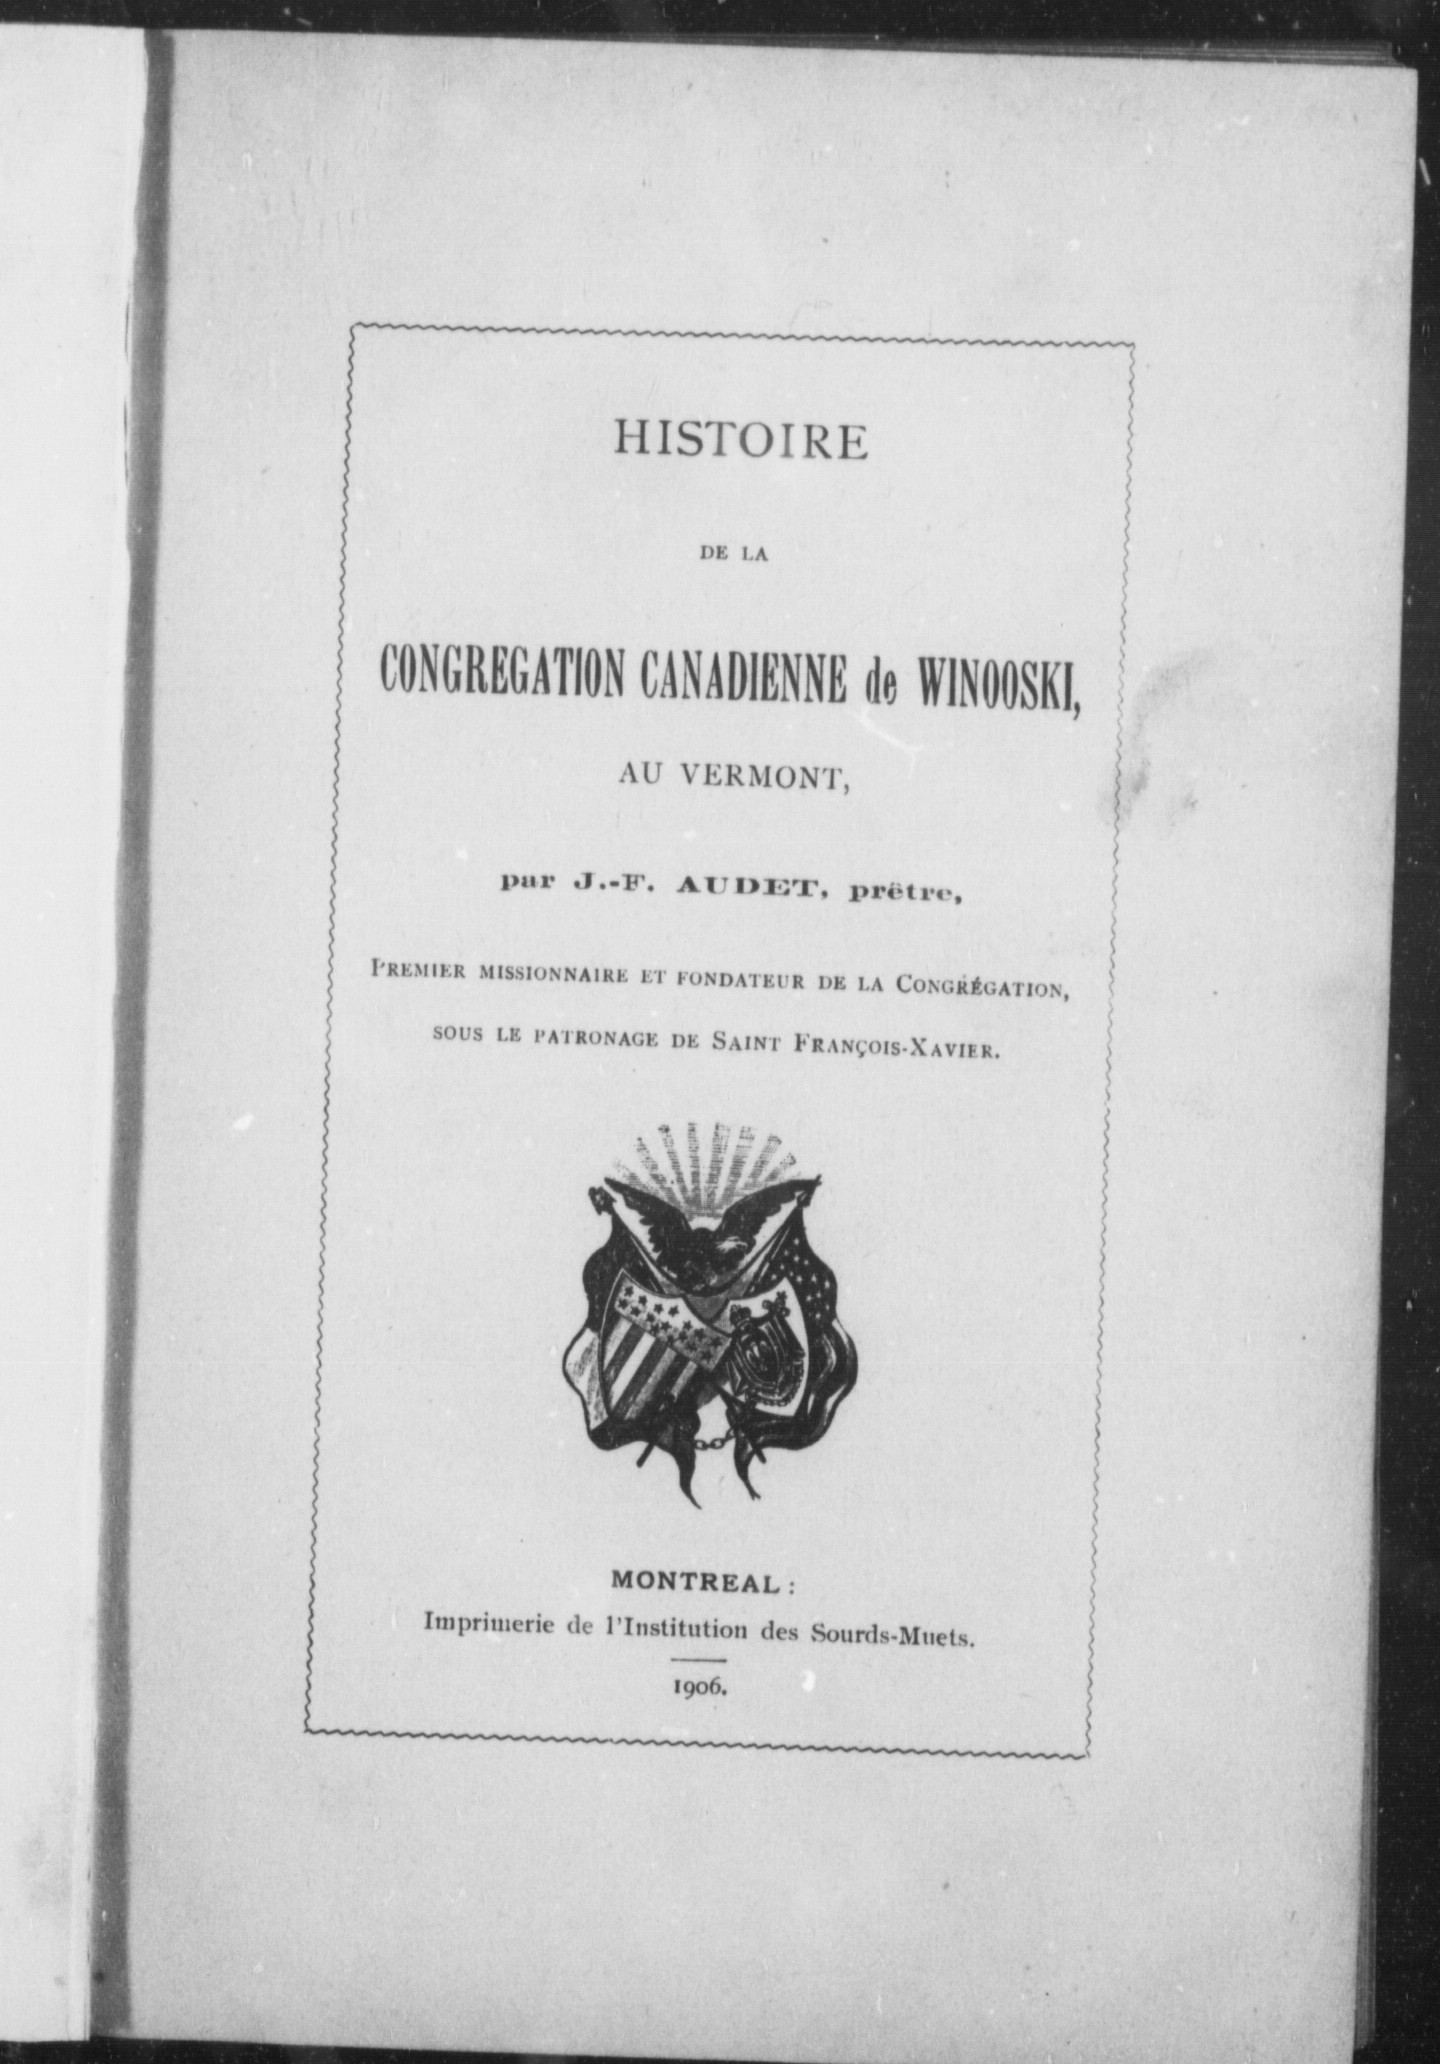 HISTOIRE
DE LA
CONGREGATION CANADIENNE de WINOOSKI,
AU VERMONT,
par J.-F. AUDET, prêtre,
PREMIER MISSIONNAIRE ET FONDATEUR DE LA CONGRÉGATION,
SOUS LE PATRONAGE DE SAINT FRANÇOIS-XAVIER.
MONTREAL:
Imprimerie de l'Institution des Sourds-Muets.
1906.